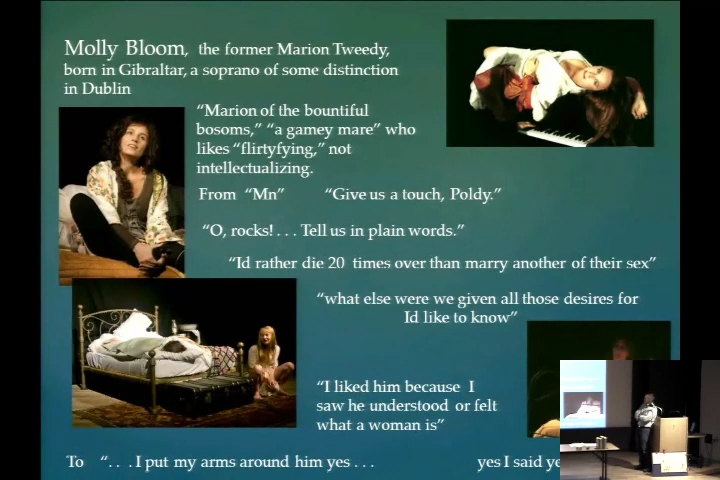 Molly Bloom, the former Marion Tweedy,
born in Gibraltar, a soprano of some distinction
in Dublin
“Marion of the bountiful
bosoms,” “a gamey mare” who
likes “flirtyfying,” not
intellectualizing.
From “Mn” “Give us a touch, Poldy.”
“O, rocks! . . . Tell us in plain words.”
“Id rather die 20 times over than marry another of their sex”
“what else were we given all those desires for
Id like to know”
“I liked him because I
saw he understood or felt
what a woman is”
To “. . . I put my arms around him yes . . . yes I said ye